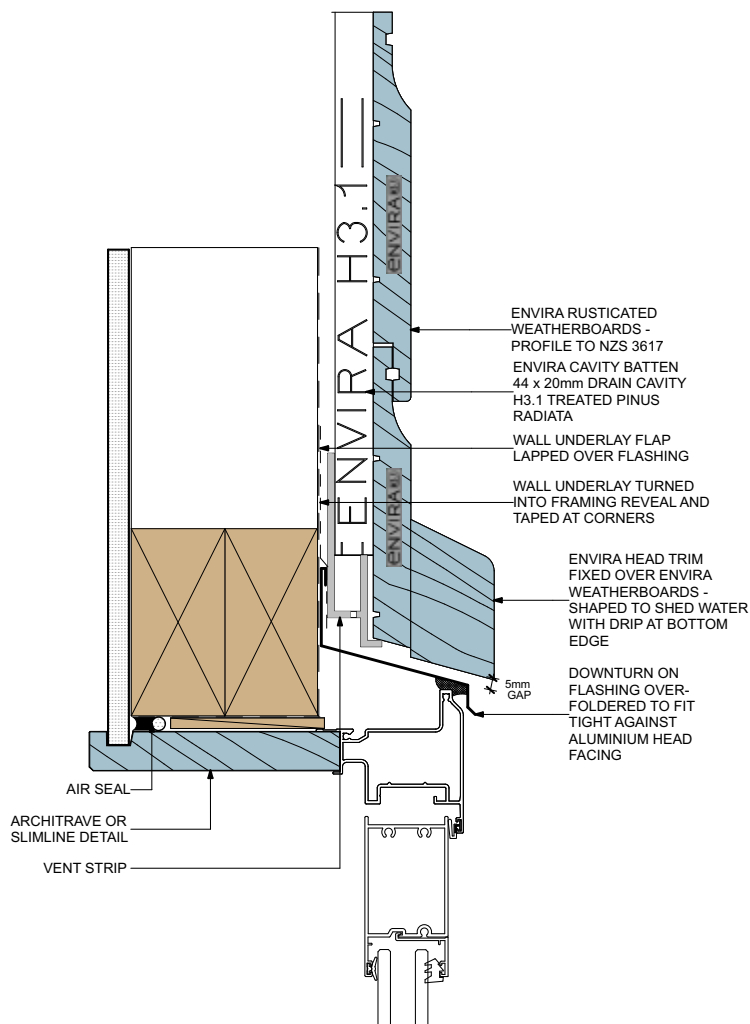 ENVIRA
ENVIRA H3.1
ENVIRA
ENVIRA RUSTICATED
WEATHERBOARDS -
PROFILE TO NZS 3617
ENVIRA CAVITY BATTEN
44 x 20mm DRAIN CAVITY
H3.1 TREATED PINUS
RADIATA
WALL UNDERLAY FLAP
LAPPED OVER FLASHING
WALL UNDERLAY TURNED
INTO FRAMING REVEAL AND
TAPED AT CORNERS
ENVIRA HEAD TRIM
FIXED OVER ENVIRA
WEATHERBOARDS -
SHAPED TO SHED WATER
WITH DRIP AT BOTTOM
EDGE
5mm
GAP
DOWNTURN ON
FLASHING OVER-
FOLDERED TO FIT
TIGHT AGAINST
ALUMINIUM HEAD
FACING
AIR SEAL
ARCHITRAVE OR
SLIMLINE DETAIL
VENT STRIP